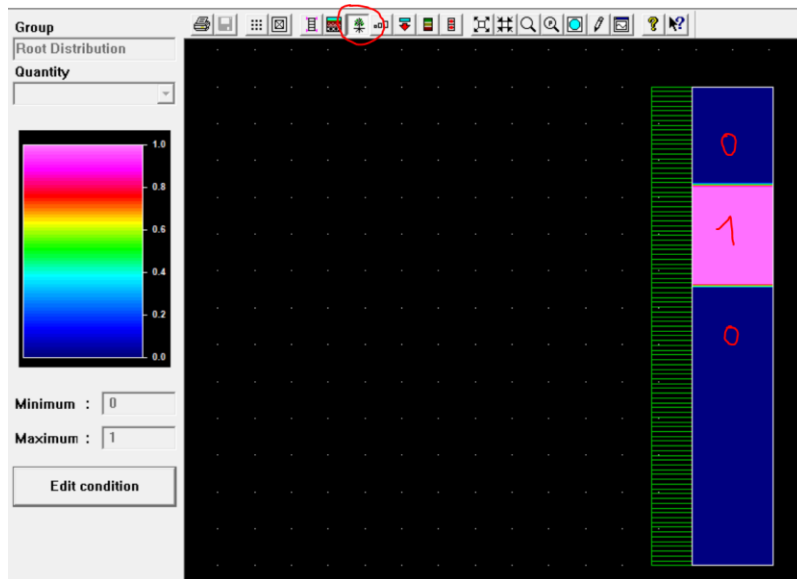 Group
Root Distribution
Quantity
1.0
0.8
0.6
0.4
0.2
0.0
Minimum : 0
Maximum : 1
Edit condition
0
1
0